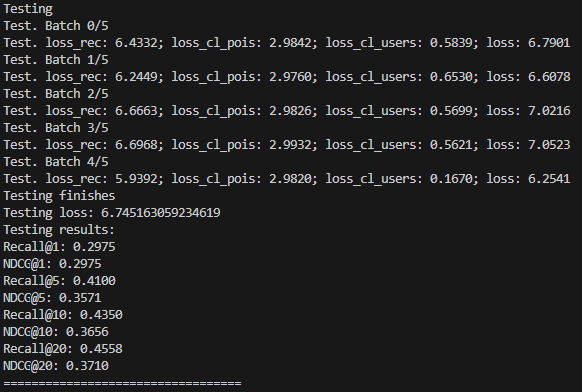 Testing
Test. Batch 0/5
Test. loss_rec: 6.4332; loss_cl_pois: 2.9842; loss_cl_users: 0.5839; loss: 6.7901
Test. Batch 1/5
Test. loss_rec: 6.2449; loss_cl_pois: 2.9760; loss_cl_users: 0.6530; loss: 6.6078
Test. Batch 2/5
Test. loss_rec: 6.6663; loss_cl_pois: 2.9826; loss_cl_users: 0.5699; loss: 7.0216
Test. Batch 3/5
Test. loss_rec: 6.6968; loss_cl_pois: 2.9932; loss_cl_users: 0.5621; loss: 7.0523
Test. Batch 4/5
Test. loss_rec: 5.9392; loss_cl_pois: 2.9820; loss_cl_users: 0.1670; loss: 6.2541
Testing finishes
Testing loss: 6.745163059234619
Testing results:
Recall@1: 0.2975
NDCG@1: 0.2975
Recall@5: 0.4100
NDCG@5: 0.3571
Recall@10: 0.4350
NDCG@10: 0.3656
Recall@20: 0.4558
NDCG@20: 0.3710
==================================